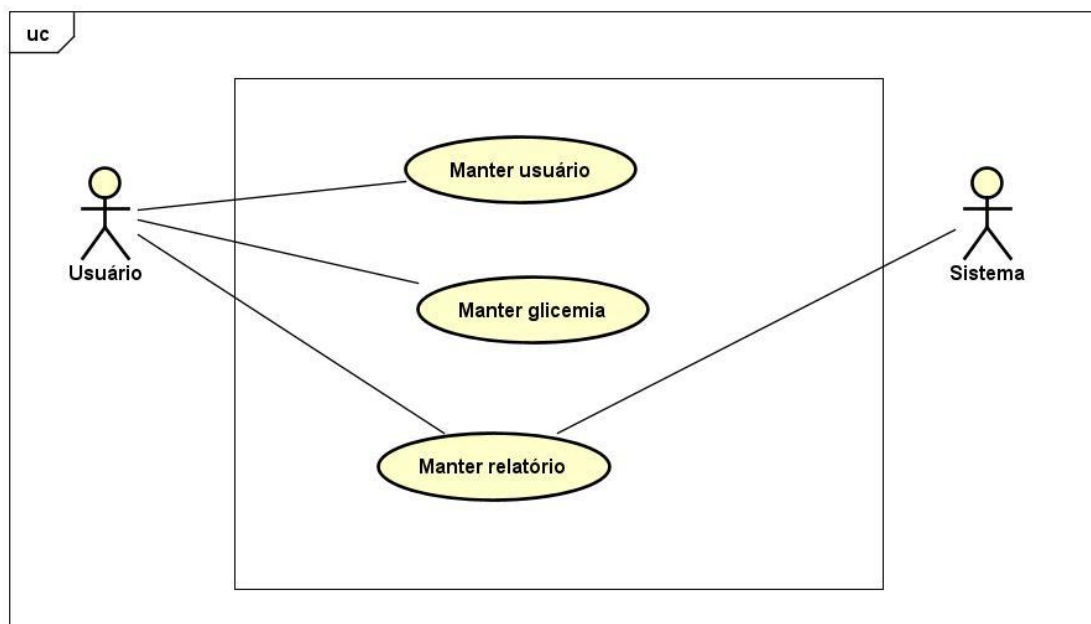 uc
Manter usuário
Usuário
Sistema
Manter glicemia
Manter relatório